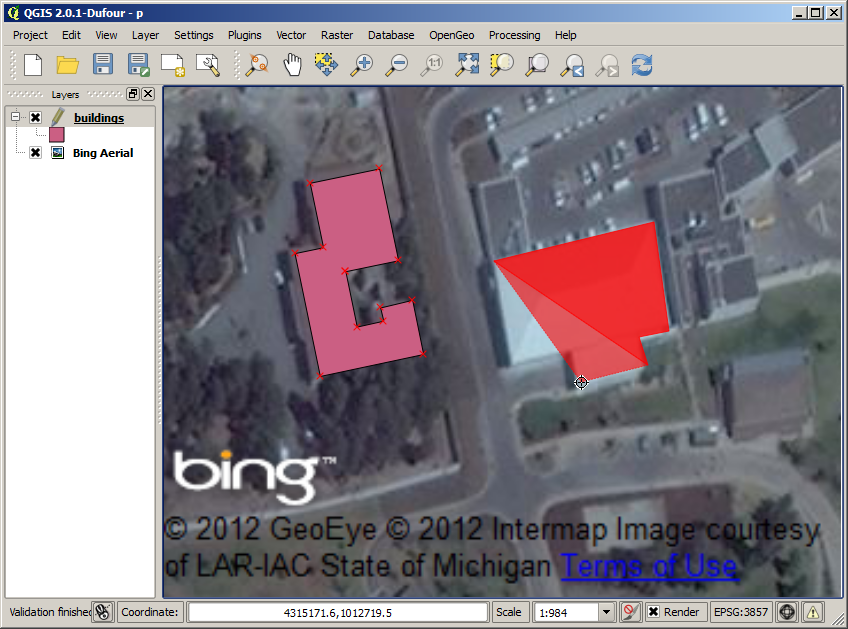 QGIS 2.0.1-Dufour - p
Project Edit View Layer Settings Plugins Vector Raster Database OpenGeo Processing Help
Layers
buildings
Bing Aerial
bing™
© 2012 GeoEye © 2012 Intermap Image courtesy
of LAR-IAC State of Michigan Terms of Use
Validation finished Coordinate: 4315171.6,1012719.5 Scale 1:984 Render EPSG:3857